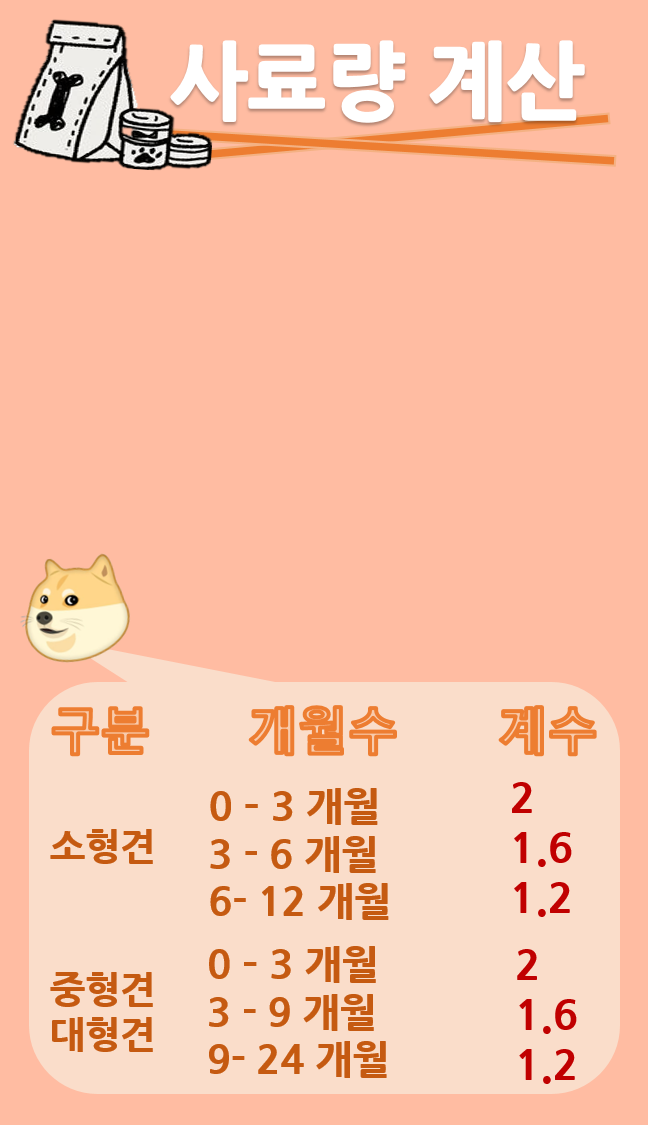 사료량 계산
구분 개월수 계수
소형견
0 - 3 개월 2
3 - 6 개월 1.6
6- 12 개월 1.2
중형견
대형견
0 - 3 개월 2
3 - 9 개월 1.6
9- 24 개월 1.2